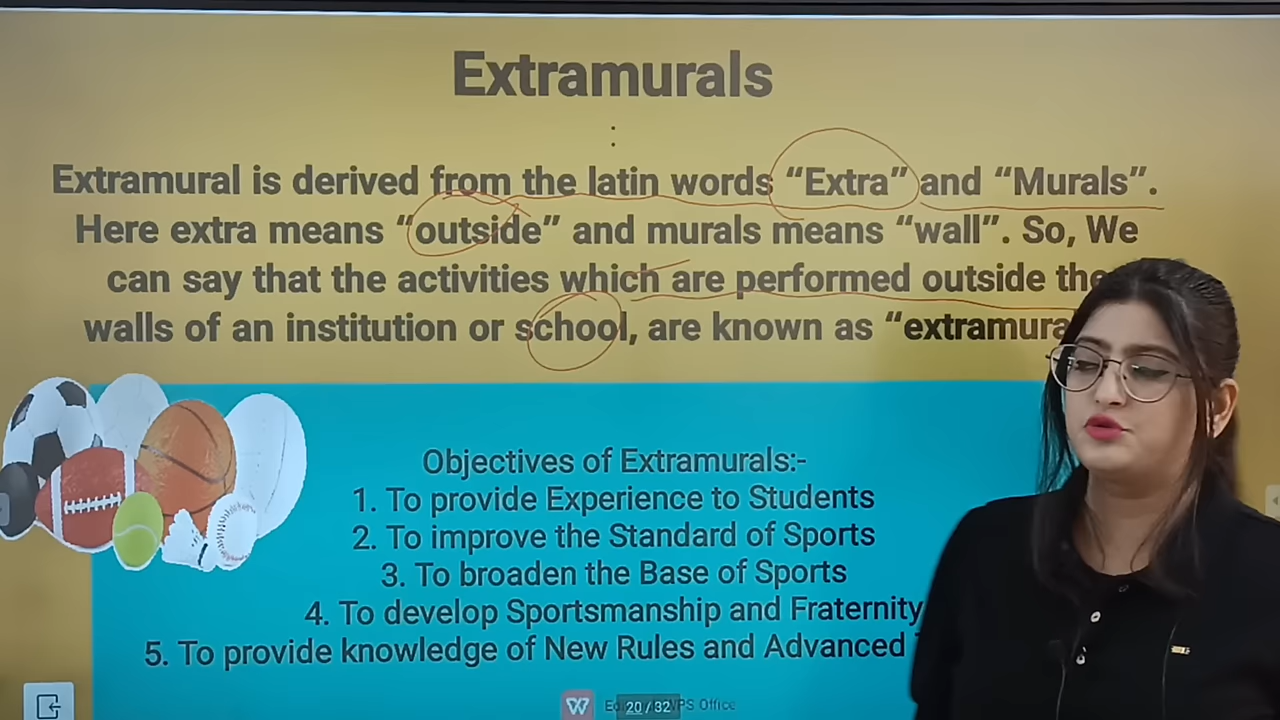 Extramurals
:
Extramural is derived from the latin words “Extra” and “Murals”.
Here extra means “outside” and murals means “wall”. So, We
can say that the activities which are performed outside the
walls of an institution or school, are known as
Objectives of Extramurals:-
1. To provide Experience to Students
2. To improve the Standard of Sports
3. To broaden the Base of Sports
4. To develop Sportsmanship and Fraternity
5. To provide knowledge of New Rules and Advanced
W 20/32 WPS Office